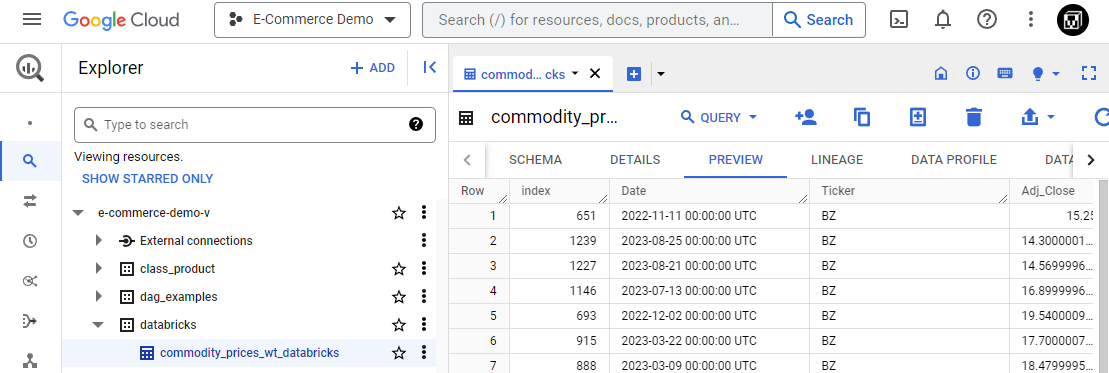 Google Cloud
E-Commerce Demo
Search (/) for resources, docs, products, an...
Search
Explorer
+ ADD
commod... cks
Type to search
commodity_pr...
QUERY
Viewing resources.
SHOW STARRED ONLY
SCHEMA DETAILS PREVIEW LINEAGE DATA PROFILE DATA
Row index Date Ticker Adj_Close
1 651 2022-11-11 00:00:00 UTC BZ 15.25
2 1239 2023-08-25 00:00:00 UTC BZ 14.3000001...
3 1227 2023-08-21 00:00:00 UTC BZ 14.5699996...
4 1146 2023-07-13 00:00:00 UTC BZ 16.8999996...
5 693 2022-12-02 00:00:00 UTC BZ 19.5400009...
6 915 2023-03-22 00:00:00 UTC BZ 17.7000007...
7 888 2023-03-09 00:00:00 UTC BZ 18.4799995...
e-commerce-demo-v
External connections
class_product
dag_examples
databricks
commodity_prices_wt_databricks